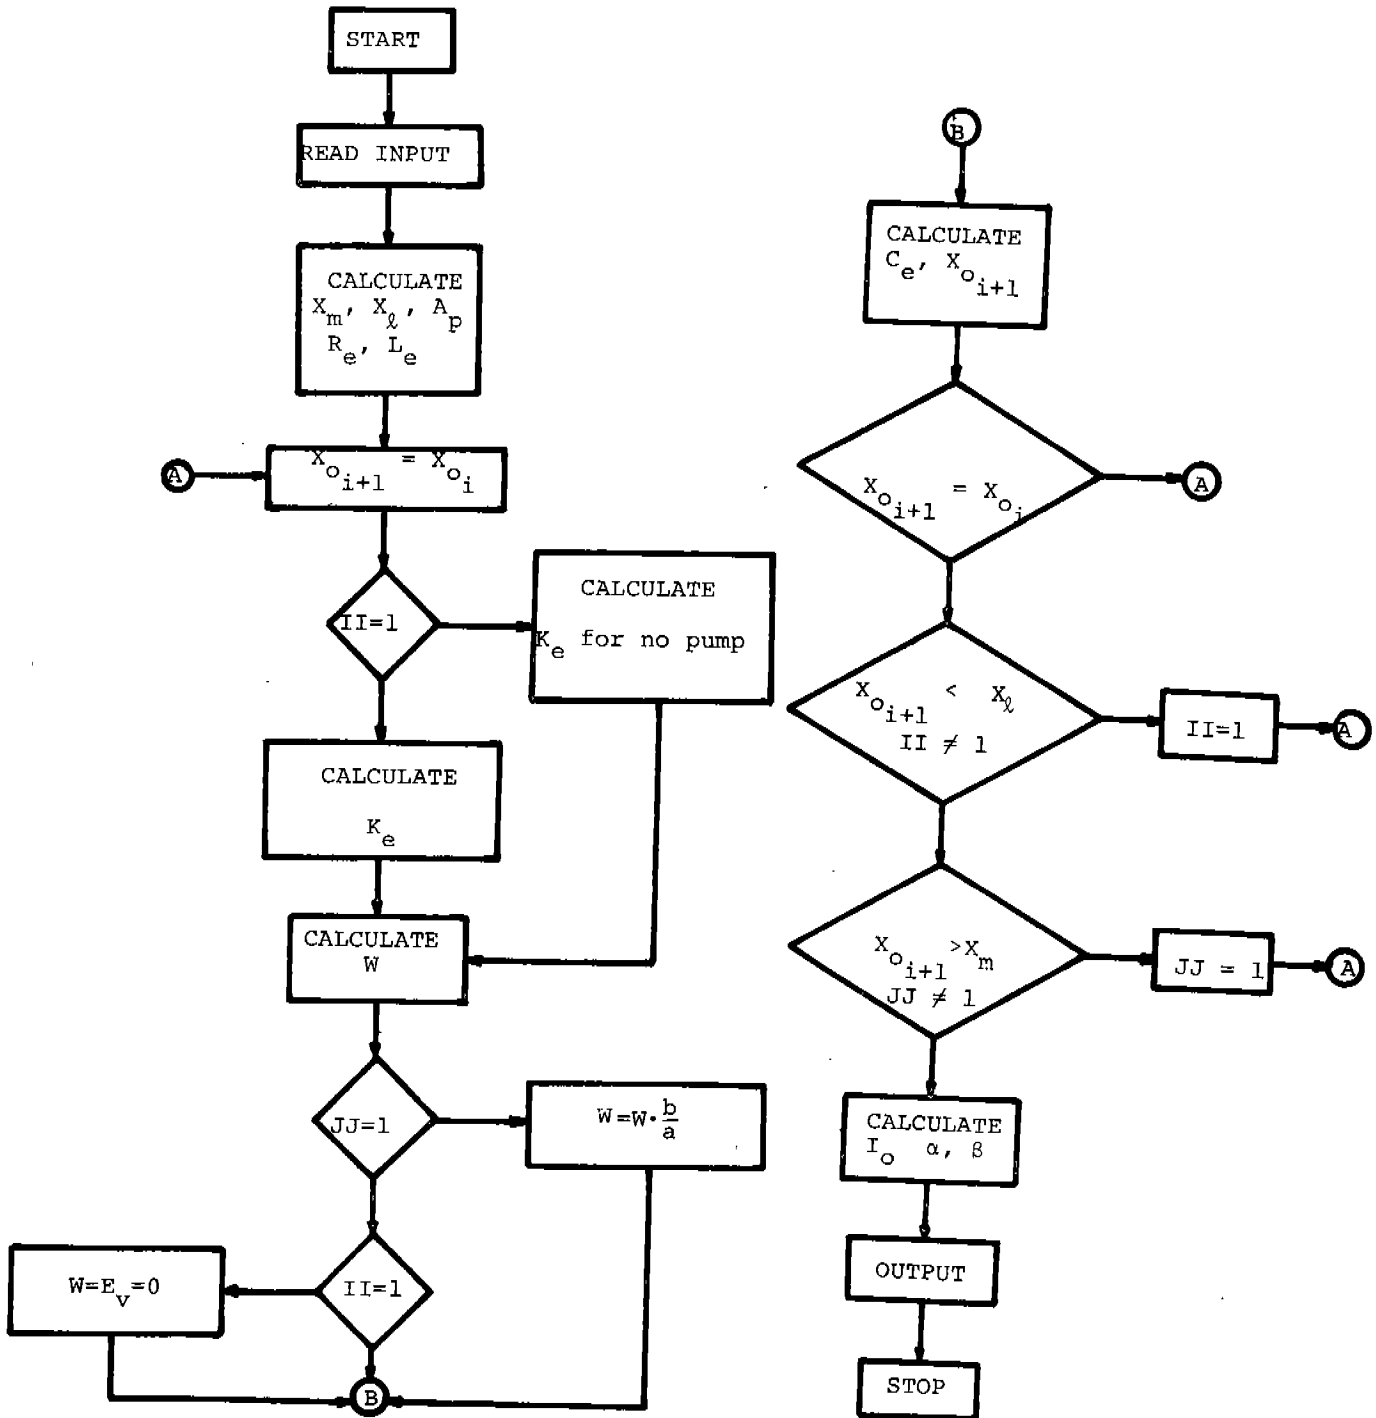 START
READ INPUT
CALCULATE
Xm, Xℓ, Ap
Re, Le
A
Xoi+1 = Xoi
II=1
CALCULATE
Ke for no pump
CALCULATE
Ke
CALCULATE
W
JJ=1
W=W·b/a
II=1
W=Ev=0
B
B
CALCULATE
Ce, Xoi+1
Xoi+1 = Xoi
A
Xoi+1 < Xℓ
II ≠ 1
II=1
A
Xoi+1 >Xm
JJ ≠ 1
JJ = 1
A
CALCULATE
Io α, β
OUTPUT
STOP